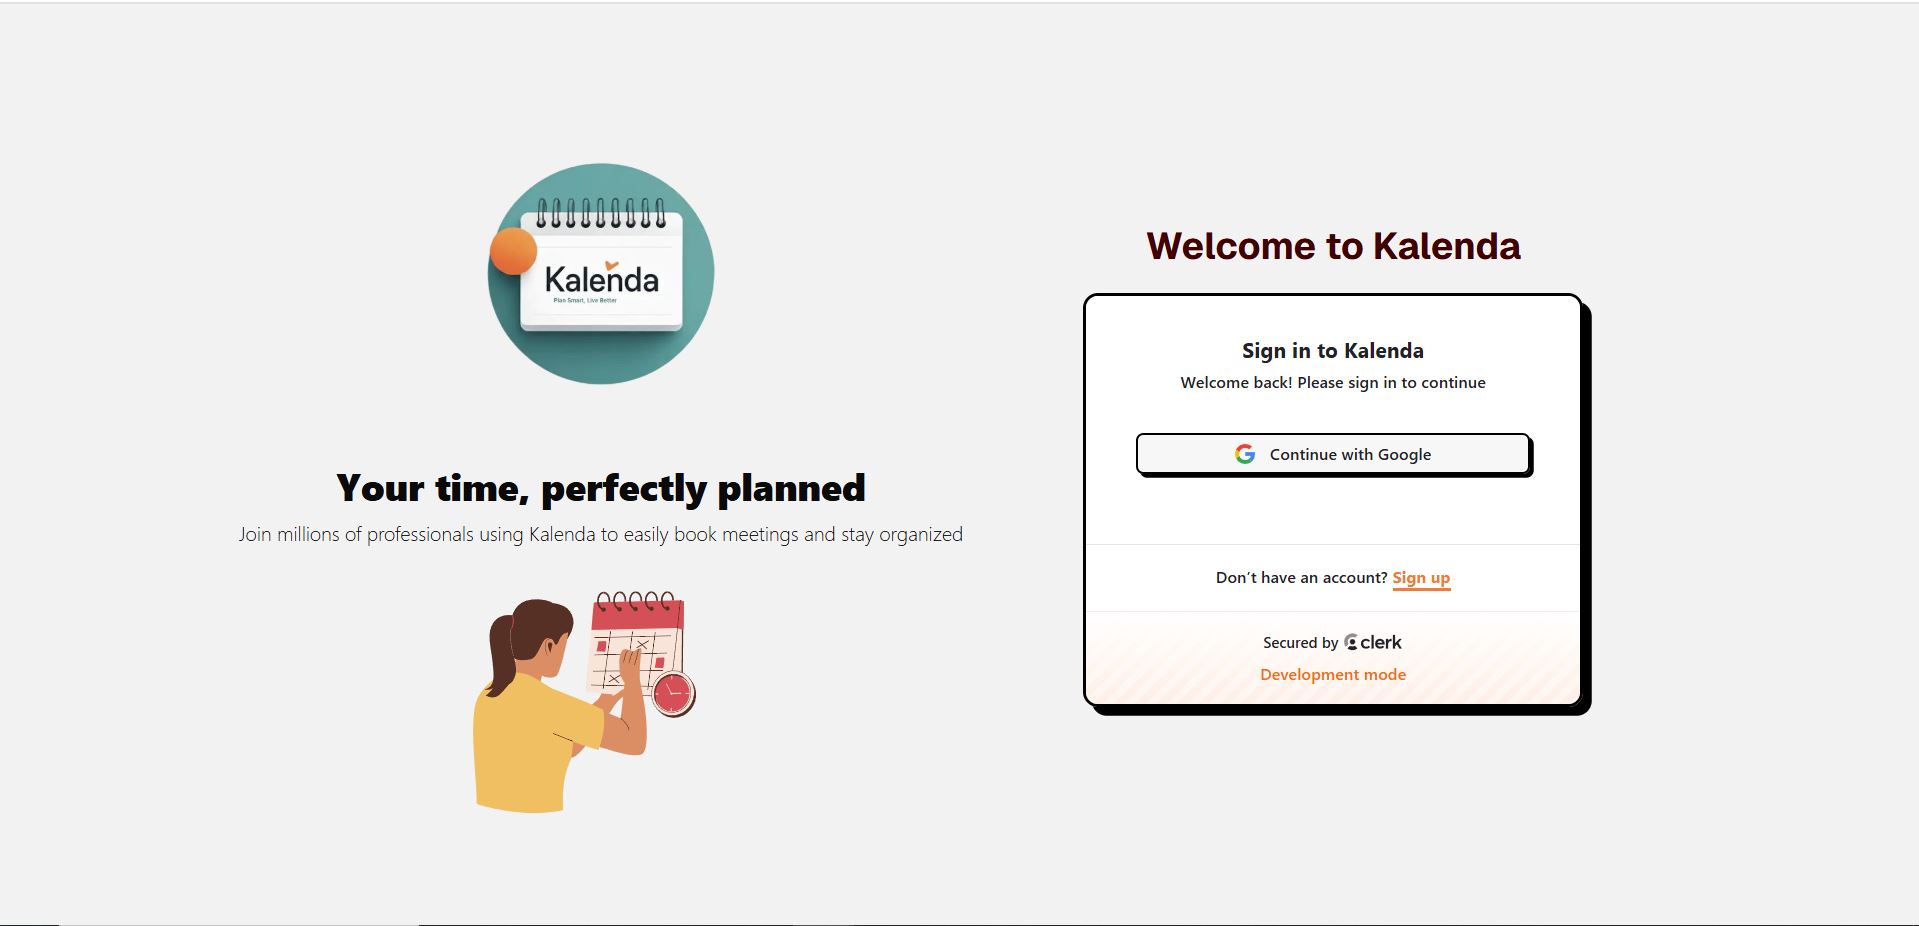 Kalenda
Plan Smart, Live Better
Your time, perfectly planned
Join millions of professionals using Kalenda to easily book meetings and stay organized
Welcome to Kalenda
Sign in to Kalenda
Welcome back! Please sign in to continue
Continue with Google
Don't have an account? Sign up
Secured by clerk
Development mode